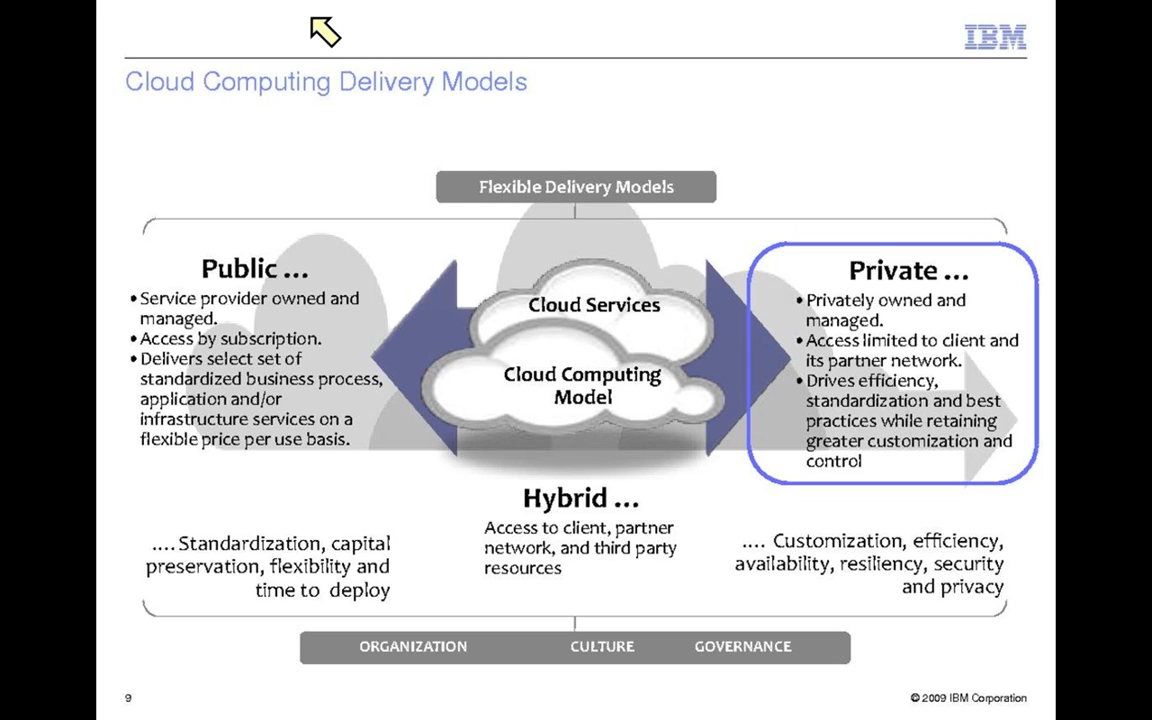 IBM
Cloud Computing Delivery Models
Flexible Delivery Models
Public ...
•Service provider owned and
managed.
•Access by subscription.
•Delivers select set of
standardized business process,
application and/or
infrastructure services on a
flexible price per use basis.
Cloud Services
Cloud Computing
Model
Private ...
•Privately owned and
managed.
•Access limited to client and
its partner network.
•Drives efficiency,
standardization and best
practices while retaining
greater customization and
control
Hybrid ...
Access to client, partner
network, and third party
resources
.... Standardization, capital
preservation, flexibility and
time to deploy
.... Customization, efficiency,
availability, resiliency, security
and privacy
ORGANIZATION CULTURE GOVERNANCE
9
© 2009 IBM Corporation